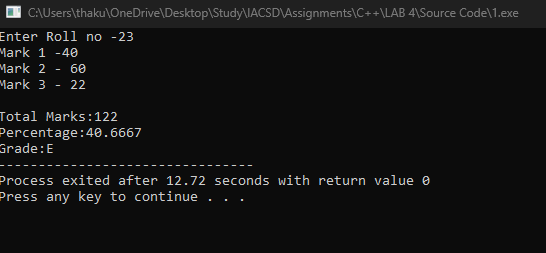 C:\Users\thaku\OneDrive\Desktop\Study\IACSD\Assignments\C++\LAB 4\Source Code\1.exe
Enter Roll no -23
Mark 1 -40
Mark 2 - 60
Mark 3 - 22
Total Marks:122
Percentage:40.6667
Grade:E
--------------------------------
Process exited after 12.72 seconds with return value 0
Press any key to continue . . .